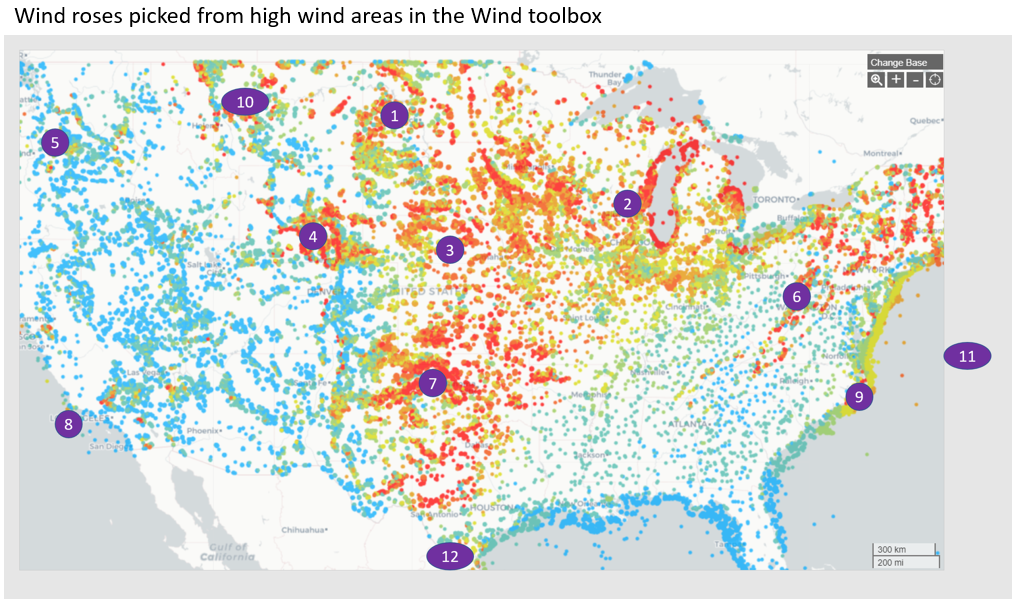 Wind roses picked from high wind areas in the Wind toolbox
Change Base
Thunder
Bay
10
1
Quebec
5
Montreal
2
TORONTO
4
Detroit
3
Salt Lake
Pittsburgh
6
NEW YORK
UNITED STATES
Cincinnati
11
Norfolk
Las Vegas
7
Nashville
Raleigh
9
Memphis
8
Phoenix
ATLANTA
San Diego
Jackson
San Antonio
HOUSTON
Chihuahua
Gulf of
California
12
300 km
200 mi